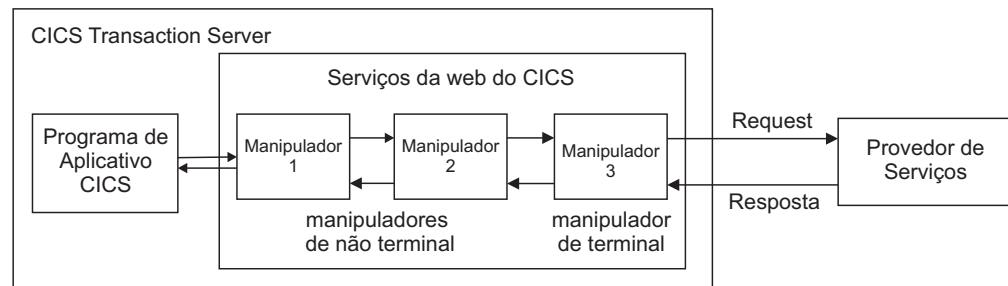 CICS Transaction Server
Serviços da web do CICS
Programa de
Aplicativo
CICS
Manipulador
1
Manipulador
2
Manipulador
3
Request
Resposta
Provedor de
Serviços
manipuladores
de não terminal
manipulador
de terminal